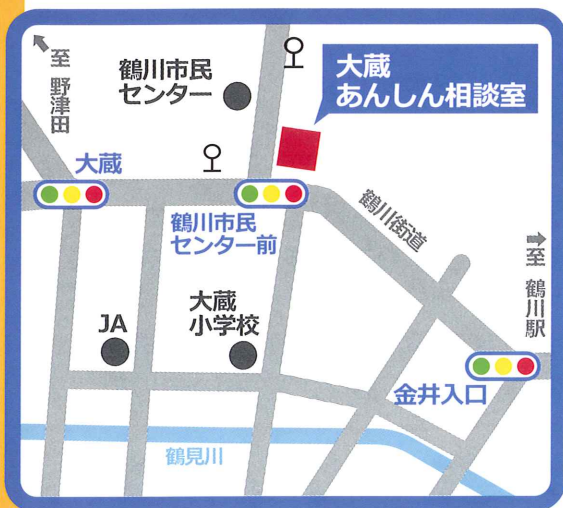 至 野津田
鶴川市民
センター
大蔵
あんしん相談室
大蔵
鶴川市民
センター前
鶴川街道
至 鶴川駅
JA
大蔵
小学校
金井入口
鶴見川